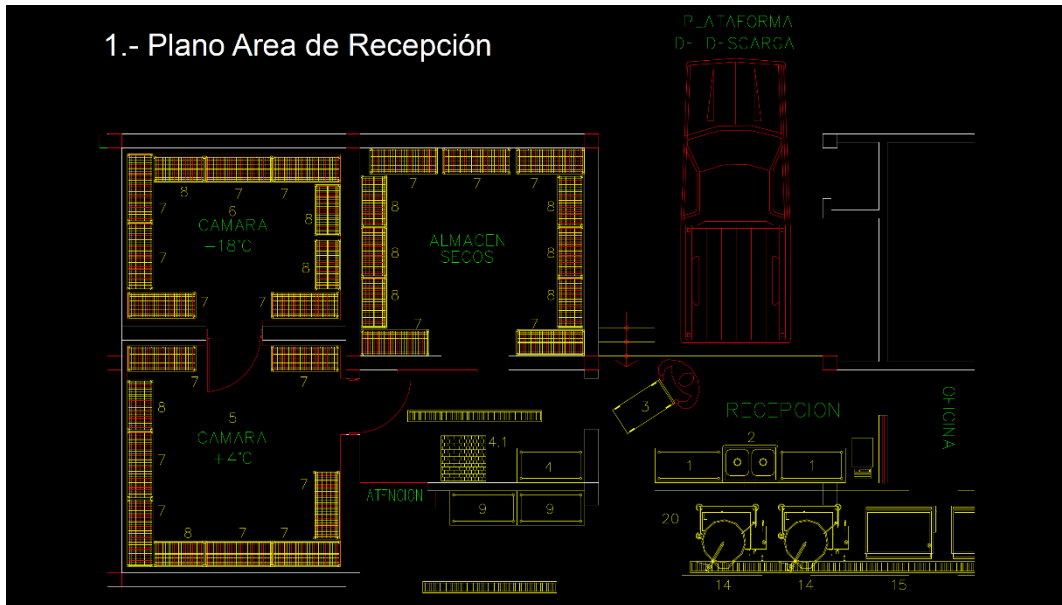 1.- Plano Area de Recepción
PLATAFORMA
D- D-SCARGA
8 7 7 7 7 7
7 6 8 8 8
CAMARA
-18°C
ALMACEN
SECOS
7 8 8 8
8 8 8
7 7 7 7
7 7
8 5 3
RECEPCION
OFICINA
CAMARA
+4°C
2
4.1
7 7 1 1
ATENCION
7 9 9
8 7 7
20
14 14 15